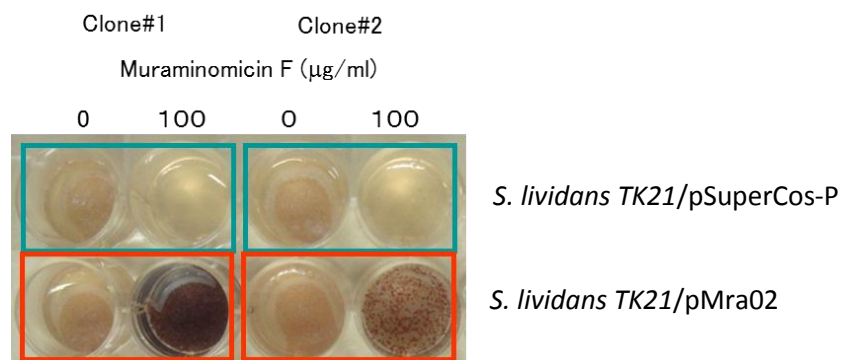 Clone#1 Clone#2
Muraminomicin F (μg/ml)
0 100 0 100
S. lividans TK21/pSuperCos-P
S. lividans TK21/pMra02